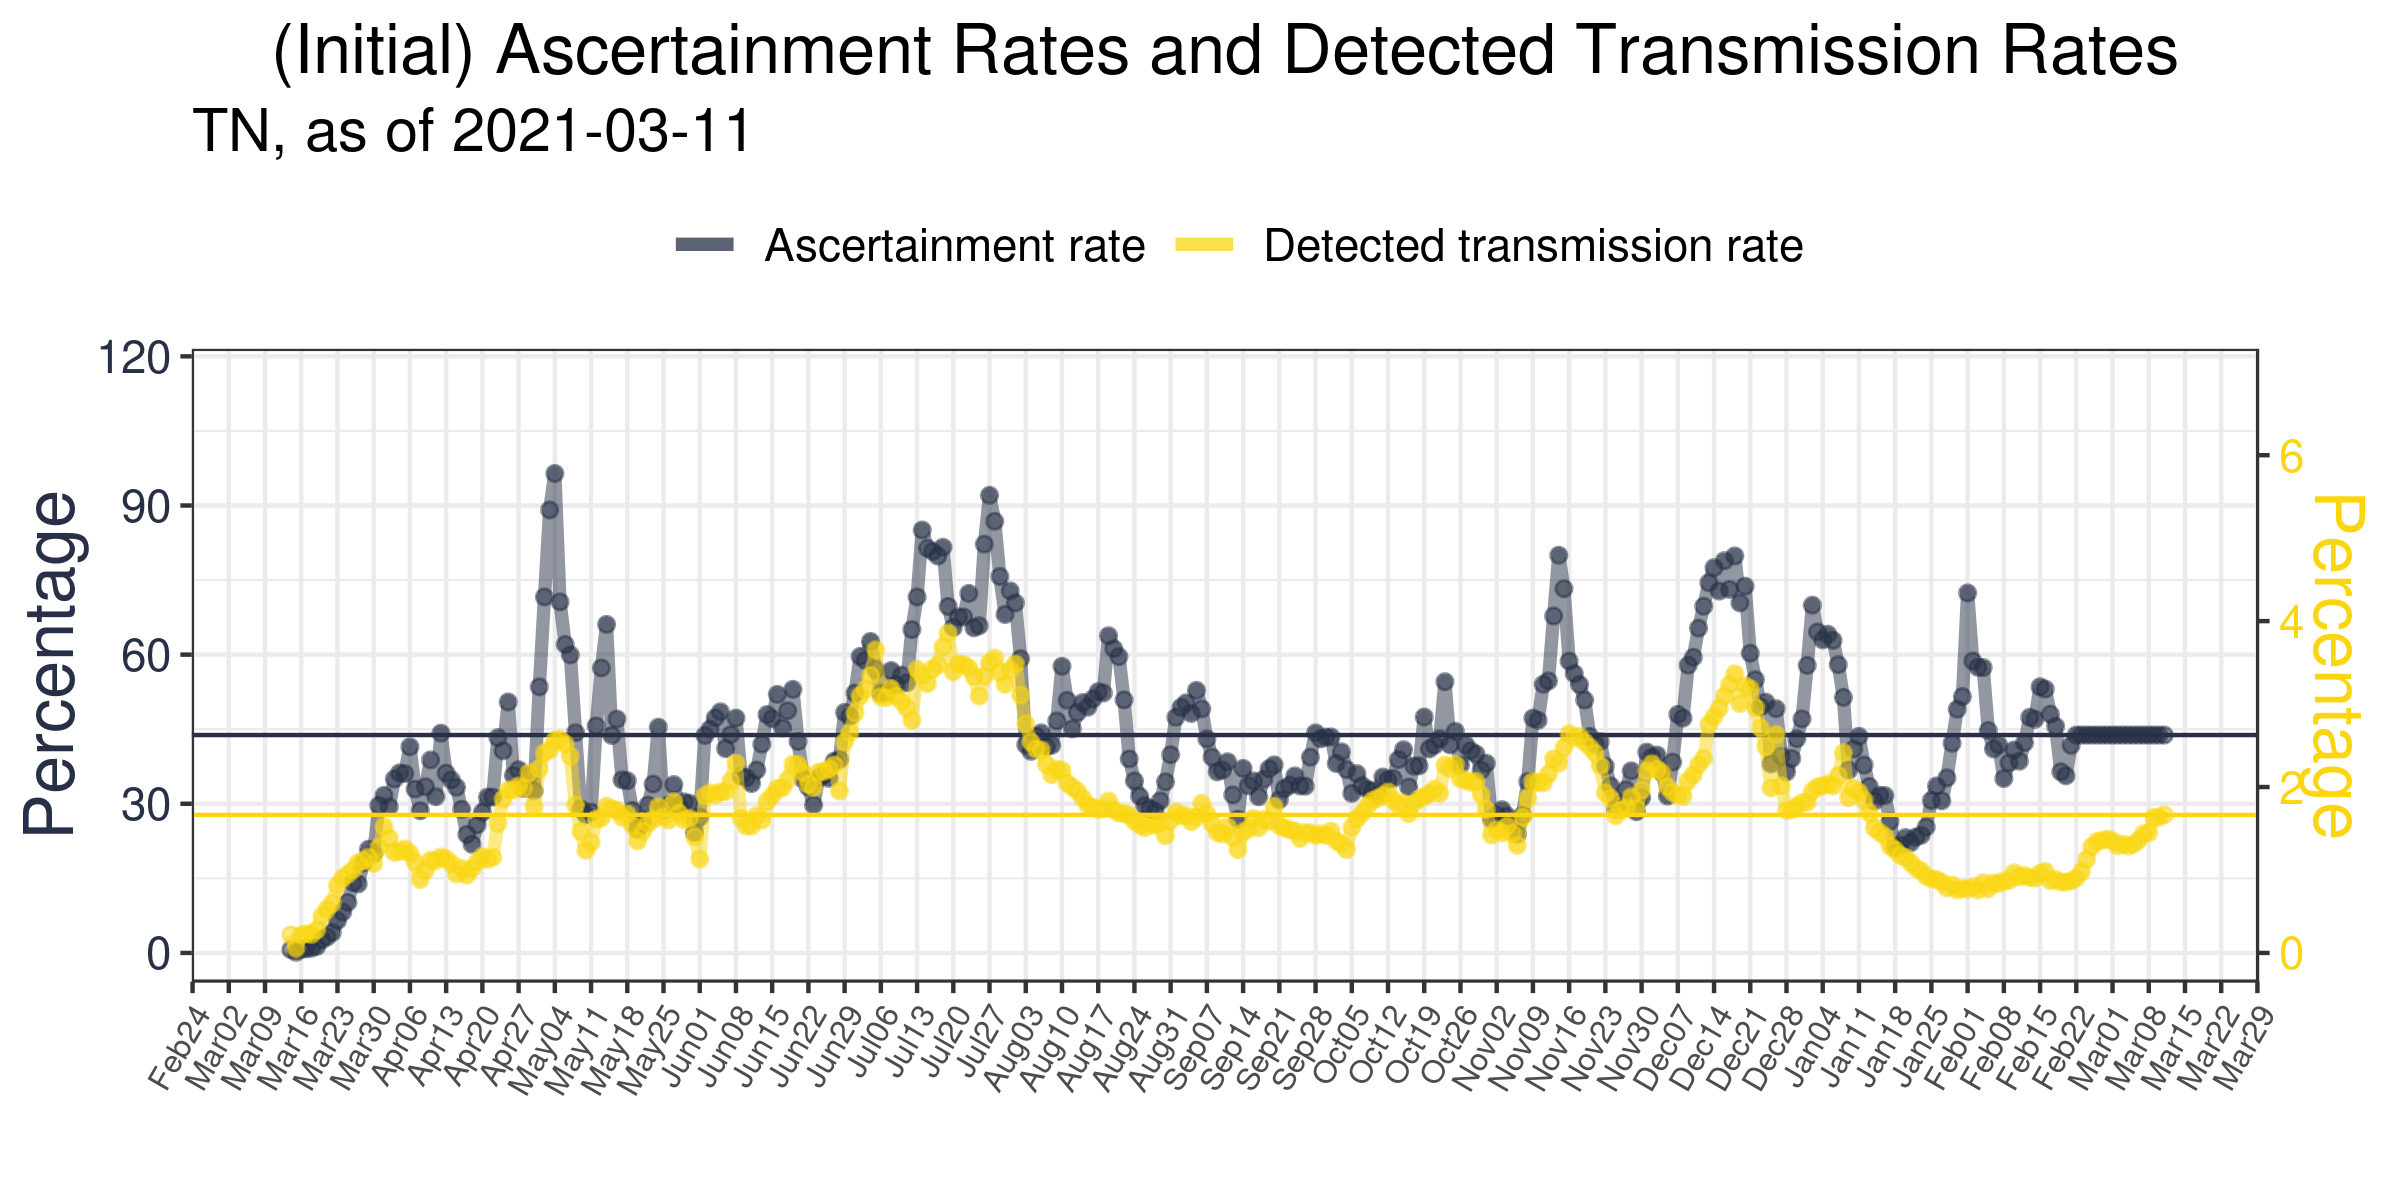 (Initial) Ascertainment Rates and Detected Transmission Rates
TN, as of 2021-03-11
Ascertainment rate
Detected transmission rate
Percentage
120
90
60
30
0
6
4
2
0
Percentage
Feb24
Mar02
Mar09
Mar16
Mar23
Mar30
Apr06
Apr13
Apr20
Apr27
May04
May11
May18
May25
Jun01
Jun08
Jun15
Jun22
Jun29
Jul06
Jul13
Jul20
Jul27
Aug03
Aug10
Aug17
Aug24
Aug31
Sep07
Sep14
Sep21
Sep28
Oct05
Oct12
Oct19
Oct26
Nov02
Nov09
Nov16
Nov23
Nov30
Dec07
Dec14
Dec21
Dec28
Jan04
Jan11
Jan18
Jan25
Feb01
Feb08
Feb15
Feb22
Mar01
Mar08
Mar15
Mar22
Mar29